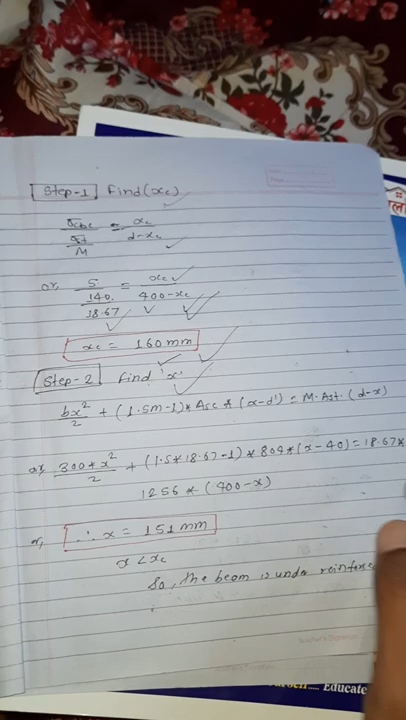 Step-1 Find (xc)
σcbc / (σst / M) = xc / (d-xc)
or, 5 / (140 / 18.67) = xc / (400-xc)
xc = 160 mm
Step-2 Find 'x'
bx²/2 + (1.5m-1)*Asc*(x-d') = M.Ast.(d-x)
or, 300*x²/2 + (1.5*18.67-1)*804*(x-40) = 18.67*
1256*(400-x)
or, ∴ x = 151 mm
x < xc
So, the beam is under reinforce
Educate